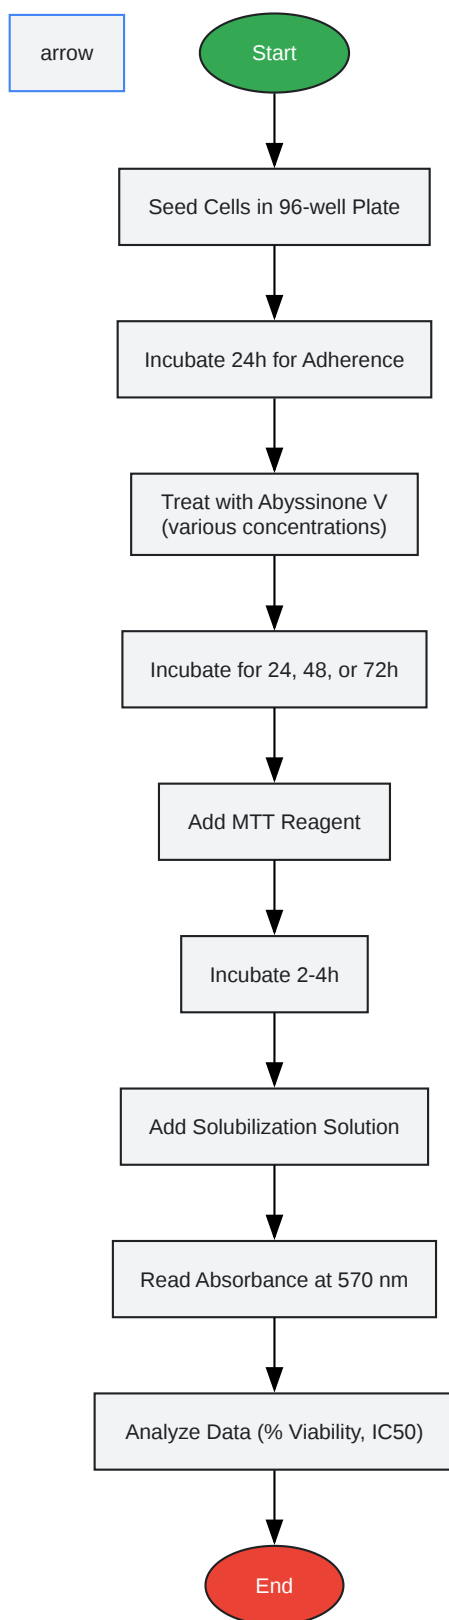 arrow
Start
Seed Cells in 96-well Plate
Incubate 24h for Adherence
Treat with Abyssinone V
(various concentrations)
Incubate for 24, 48, or 72h
Add MTT Reagent
Incubate 2-4h
Add Solubilization Solution
Read Absorbance at 570 nm
Analyze Data (% Viability, IC50)
End